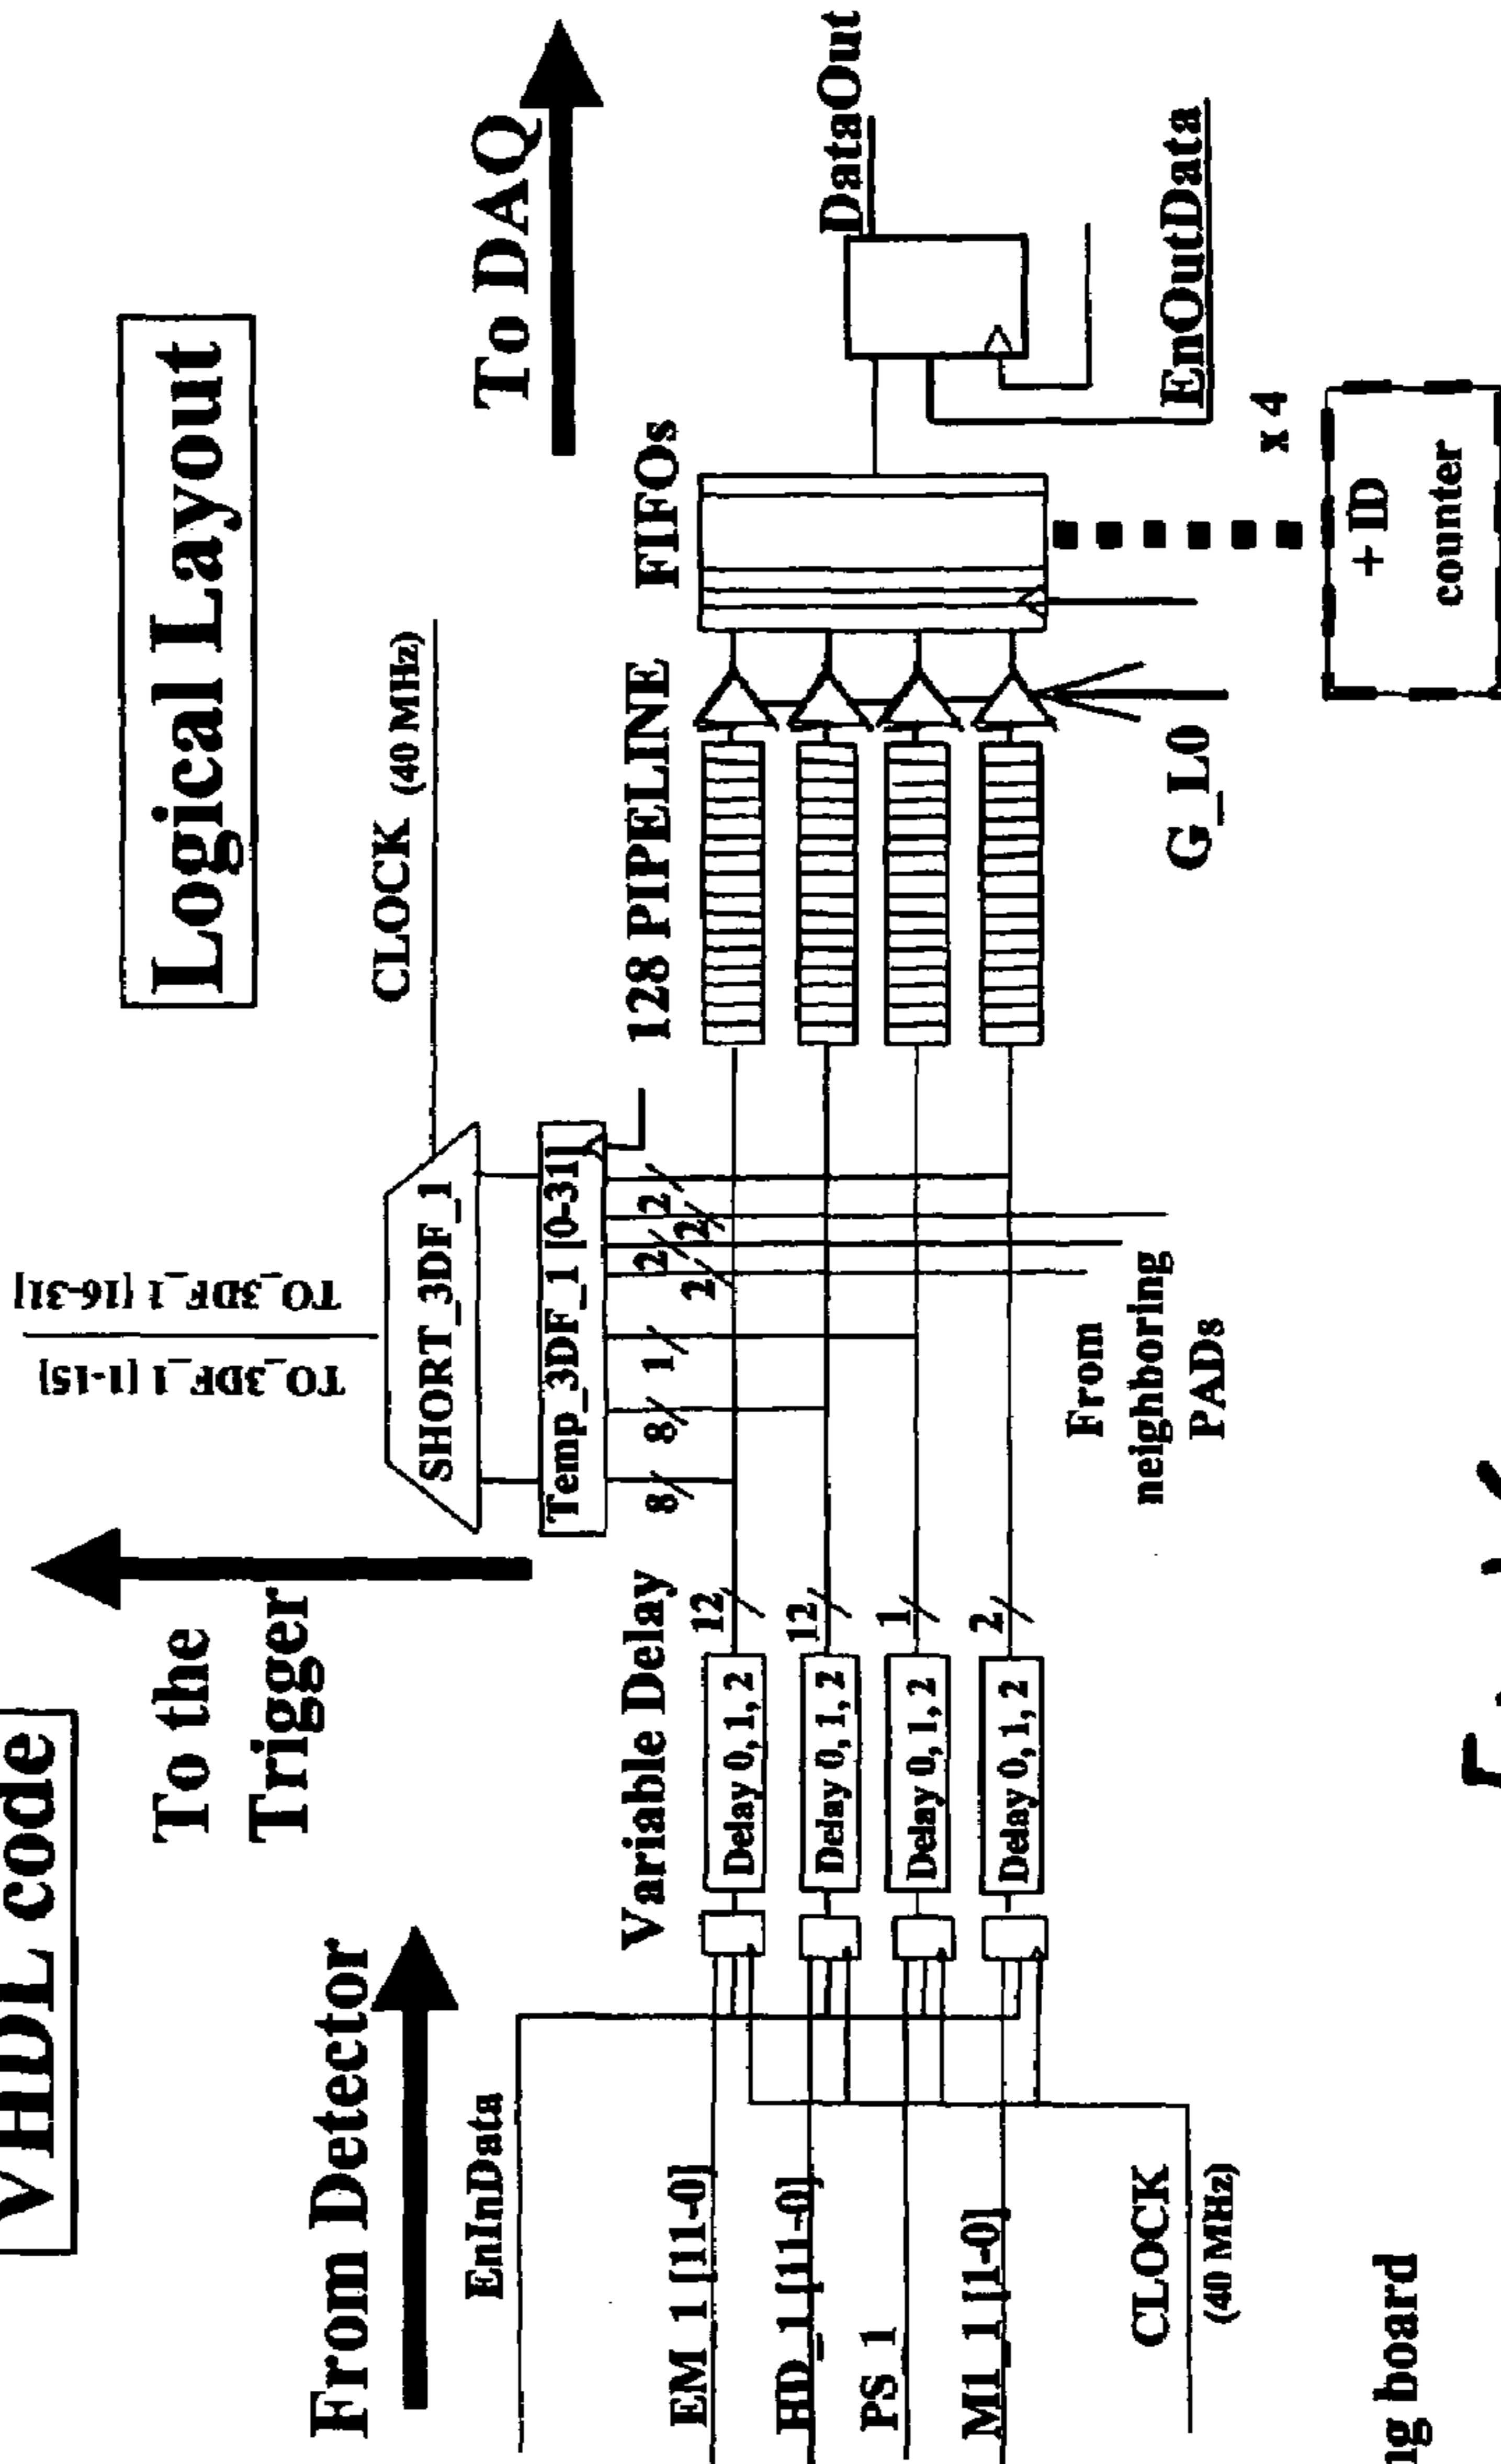 VHDL code
Logical Layout
From Detector
To the
Trigger
To DAQ
TO_3DF_1 [1-15]
TO_3DF_1 [16-31]
CLOCK (40 MHz)
SHORT_3DF_1
Temp_3DF_1 [0-31]
EnInData
Variable Delay
128 PIPELINE
FIFOs
8
8
1
2
2
2
2
EM_1 [11-0]
12
Delay 0, 1, 2
HD_1 [11-0]
12
Delay 0, 1, 2
PS_1
1
Delay 0, 1, 2
M1_1 [1-0]
2
Delay 0, 1, 2
DataOut
CLOCK
(40 MHz)
From
neighboring
PADs
G_L0
EnOutData
x 4
+ ID
counter
ng board